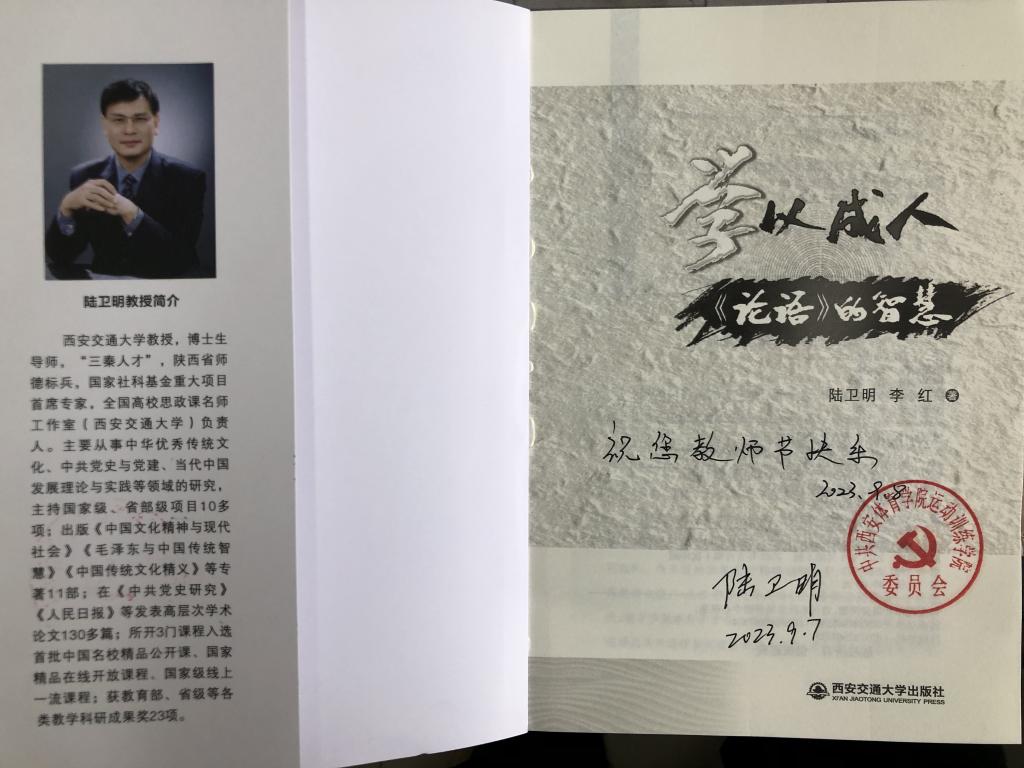 陆卫明教授简介
西安交通大学教授，博士生
导师，“三秦人才”，陕西省师
德标兵，国家社科基金重大项目
首席专家，全国高校思政课名师
工作室（西安交通大学）负责
人。主要从事中华优秀传统文
化、中共党史与党建、当代中国
发展理论与实践等领域的研究，
主持国家级、省部级项目10多
项；出版《中国文化精神与现代
社会》《毛泽东与中国传统智
慧》《中国传统文化精义》等专
著11部；在《中共党史研究》
《人民日报》等发表高层次学术
论文130多篇；所开3门课程入选
首批中国名校精品公开课、国家
精品在线开放课程、国家级线上
一流课程；获教育部、省级等各
类教学科研成果奖23项。
学以成人
《论语》的智慧
陆卫明 李红 著
祝您教师节快乐
2023.9.8
中共西安体育学院运动训练学院
委员会
陆卫明
2023.9.7
西安交通大学出版社
XI'AN JIAOTONG UNIVERSITY PRESS